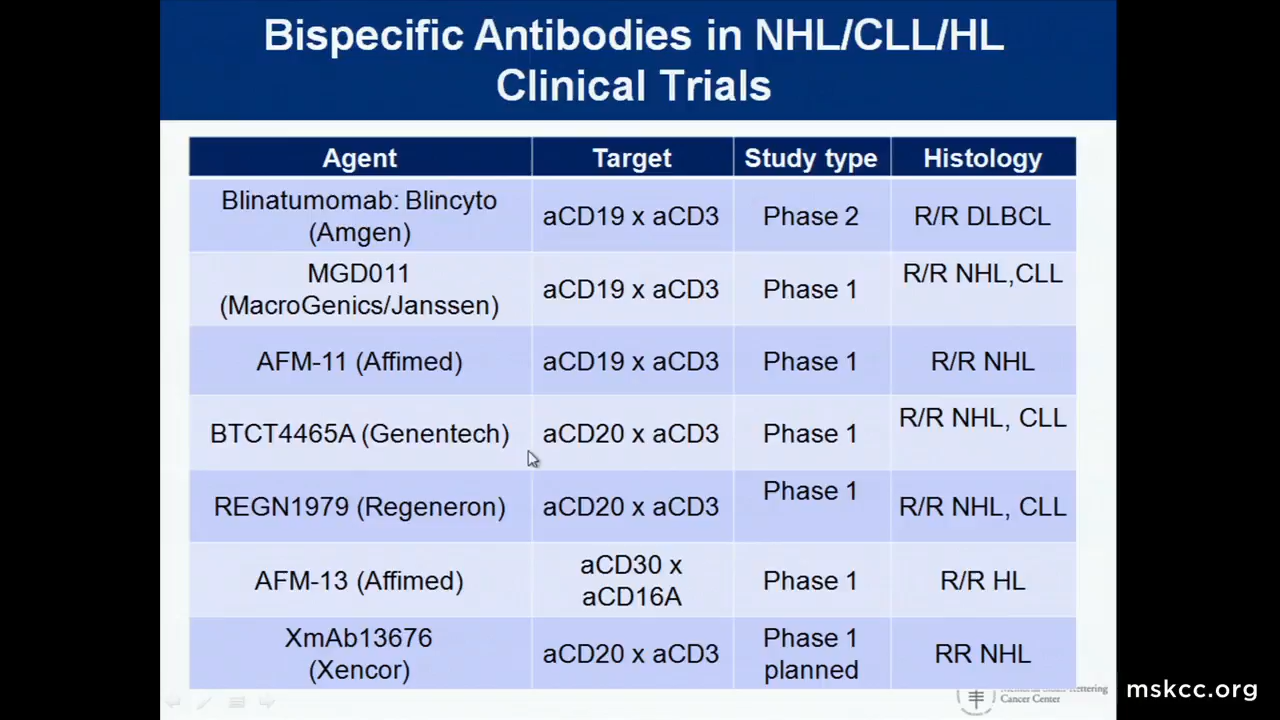 Bispecific Antibodies in NHL/CLL/HL
Clinical Trials
Agent Target Study type Histology
Blinatumomab: Blincyto
(Amgen)
aCD19 x aCD3
Phase 2
R/R DLBCL
MGD011
(MacroGenics/Janssen)
aCD19 x aCD3
Phase 1
R/R NHL,CLL
AFM-11 (Affimed)
aCD19 x aCD3
Phase 1
R/R NHL
BTCT4465A (Genentech)
aCD20 x aCD3
Phase 1
R/R NHL, CLL
REGN1979 (Regeneron)
aCD20 x aCD3
Phase 1
R/R NHL, CLL
AFM-13 (Affimed)
aCD30 x
aCD16A
Phase 1
R/R HL
XmAb13676
(Xencor)
aCD20 x aCD3
Phase 1
planned
RR NHL
Cancer Center
mskcc.org